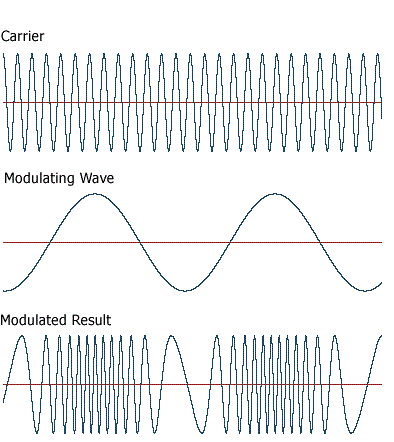 Carrier
Modulating Wave
Modulated Result